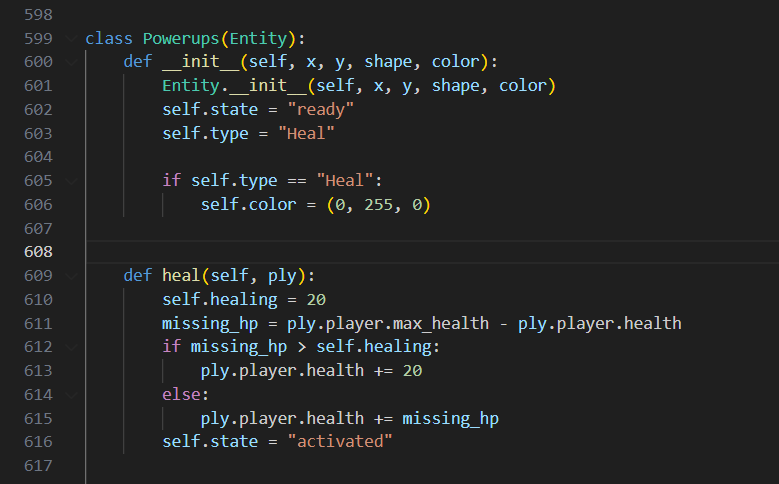 598
599 class Powerups(Entity):
600     def __init__(self, x, y, shape, color):
601         Entity.__init__(self, x, y, shape, color)
602         self.state = "ready"
603         self.type = "Heal"
604
605         if self.type == "Heal":
606             self.color = (0, 255, 0)
607
608
609     def heal(self, ply):
610         self.healing = 20
611         missing_hp = ply.player.max_health - ply.player.health
612         if missing_hp > self.healing:
613             ply.player.health += 20
614         else:
615             ply.player.health += missing_hp
616         self.state = "activated"
617